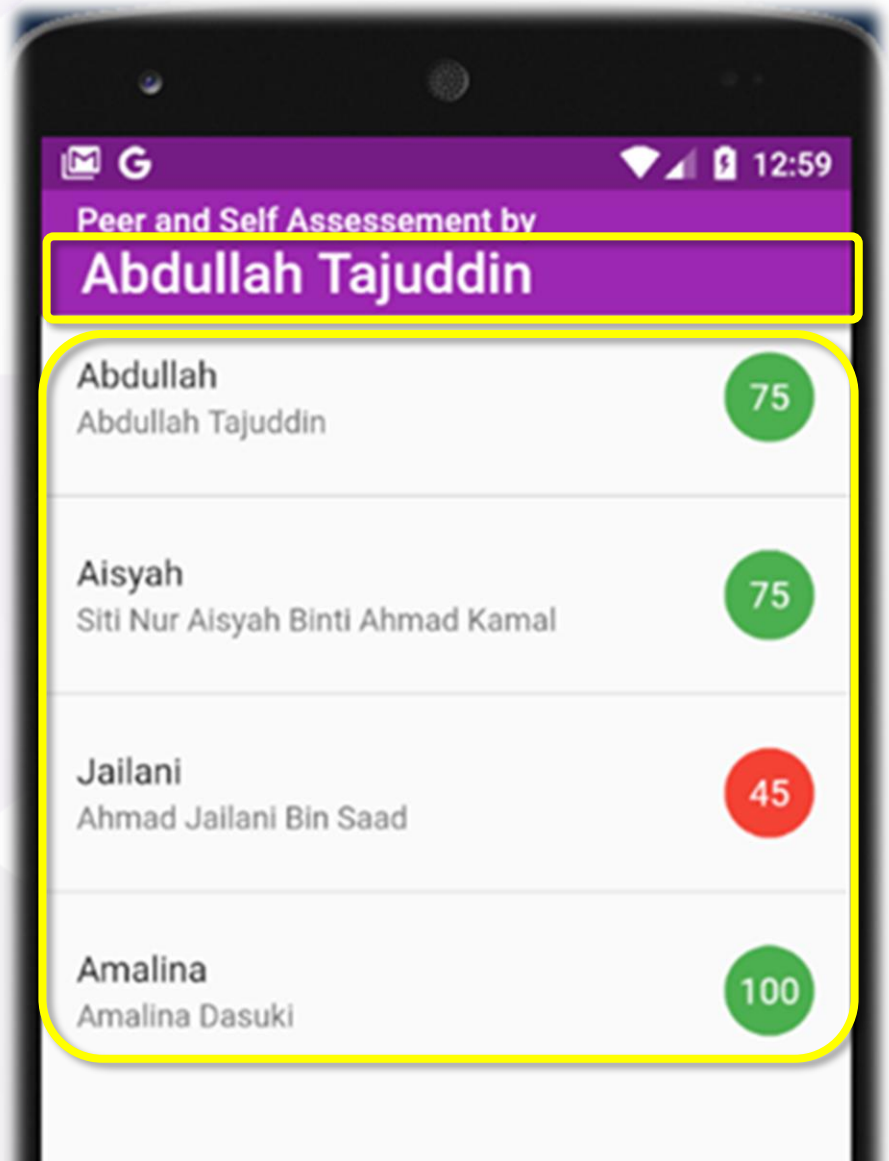 12:59
Peer and Self Assessement by
Abdullah Tajuddin
Abdullah
Abdullah Tajuddin
75
Aisyah
Siti Nur Aisyah Binti Ahmad Kamal
75
Jailani
Ahmad Jailani Bin Saad
45
Amalina
Amalina Dasuki
100